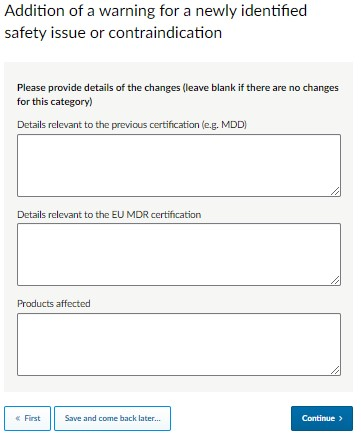 Addition of a warning for a newly identified
safety issue or contraindication
Please provide details of the changes (leave blank if there are no changes
for this category)
Details relevant to the previous certification (e.g. MDD)
Details relevant to the EU MDR certification
Products affected
« First
Save and come back later...
Continue >